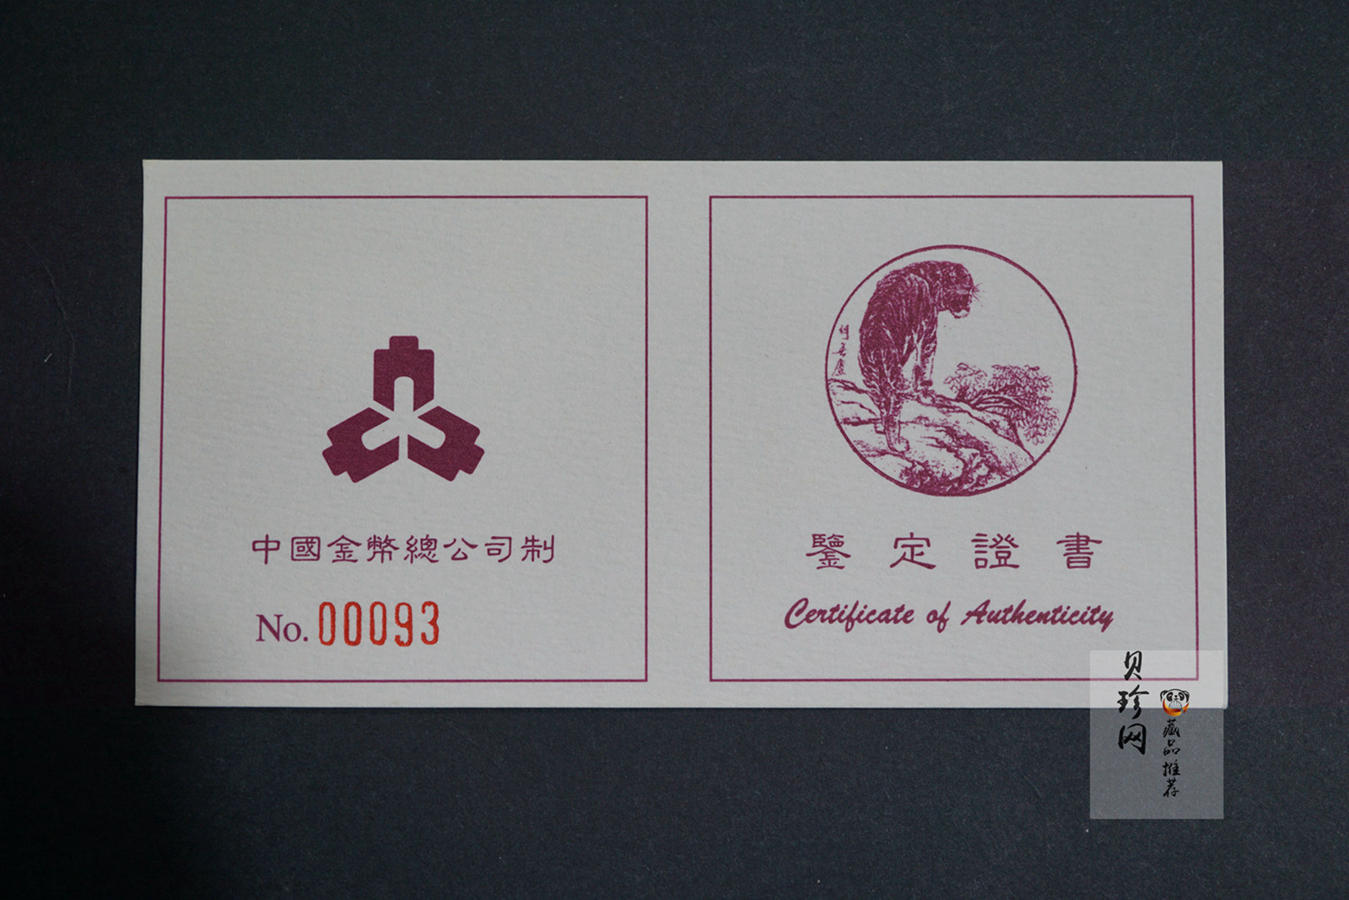 中國金幣總公司制
No. 00093
鑒定證書
Certificate of Authenticity
贝珍网
藏品推荐